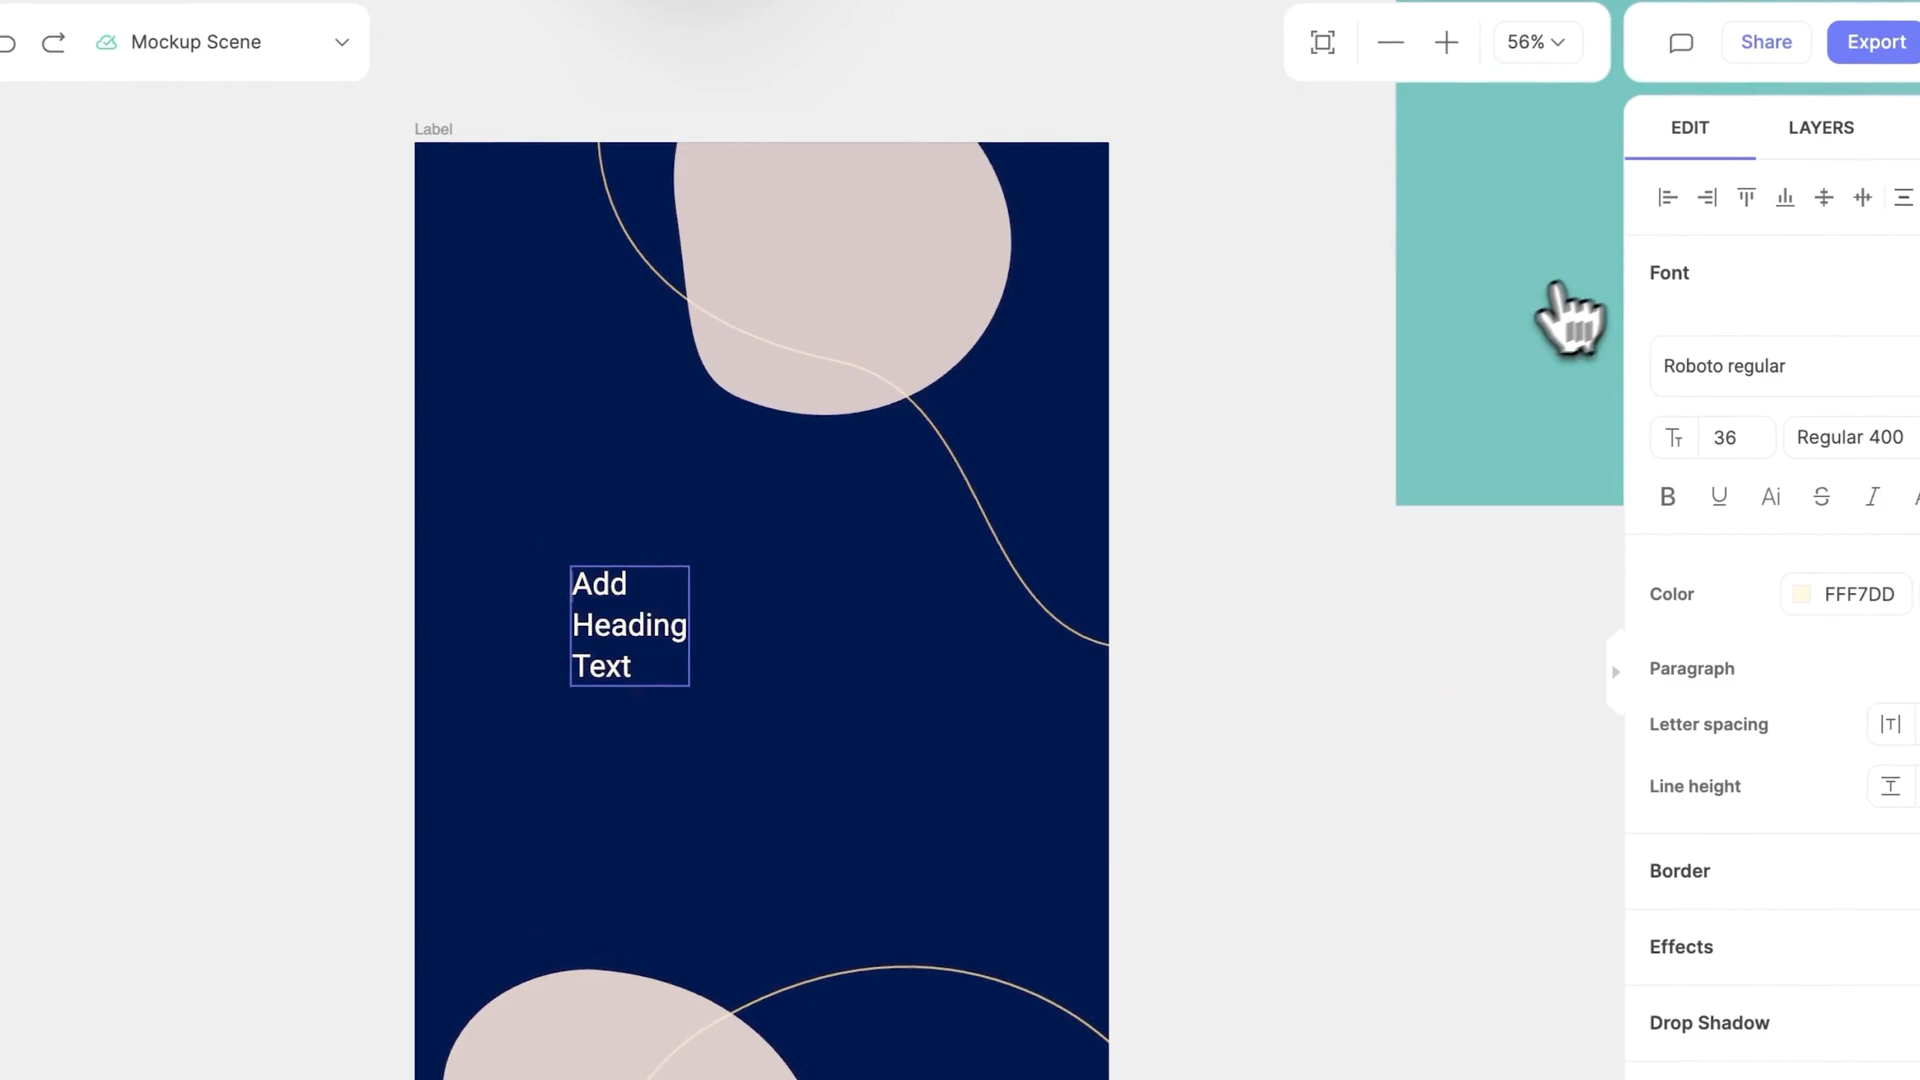 Mockup Scene
56%
Share
Export
Label
EDIT
LAYERS
Font
Roboto regular
Tt
36
Regular 400
B
U
Ai
S
I
Add
Heading
Text
Color
FFF7DD
Paragraph
Letter spacing
|T|
Line height
T
Border
Effects
Drop Shadow